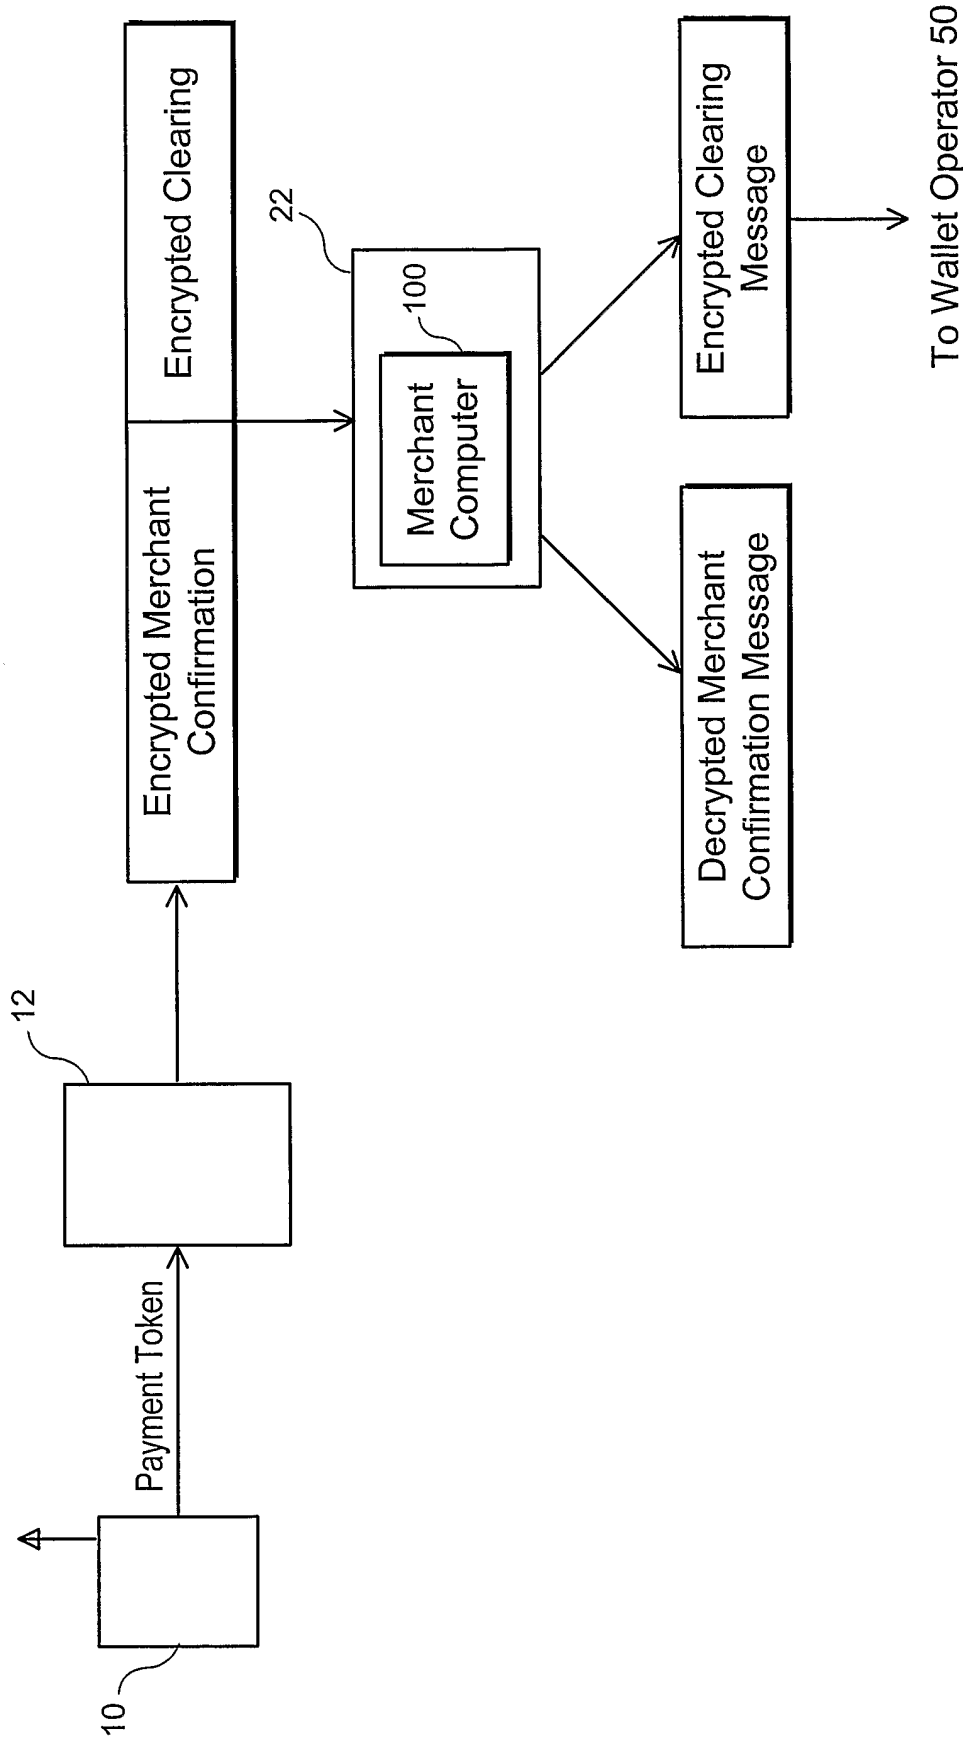 10
Payment Token
12
Encrypted Merchant
Confirmation
Encrypted Clearing
22
100
Merchant
Computer
Decrypted Merchant
Confirmation Message
Encrypted Clearing
Message
To Wallet Operator 50